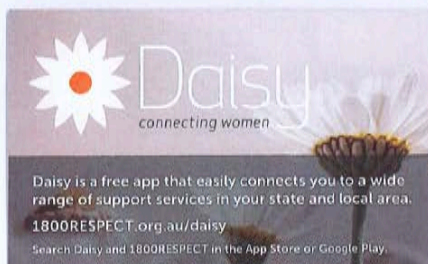 Daisy
connecting women
Daisy is a free app that easily connects you to a wide
range of support services in your state and local area.
1800RESPECT.org.au/daisy
Search Daisy and 1800RESPECT in the App Store or Google Play.